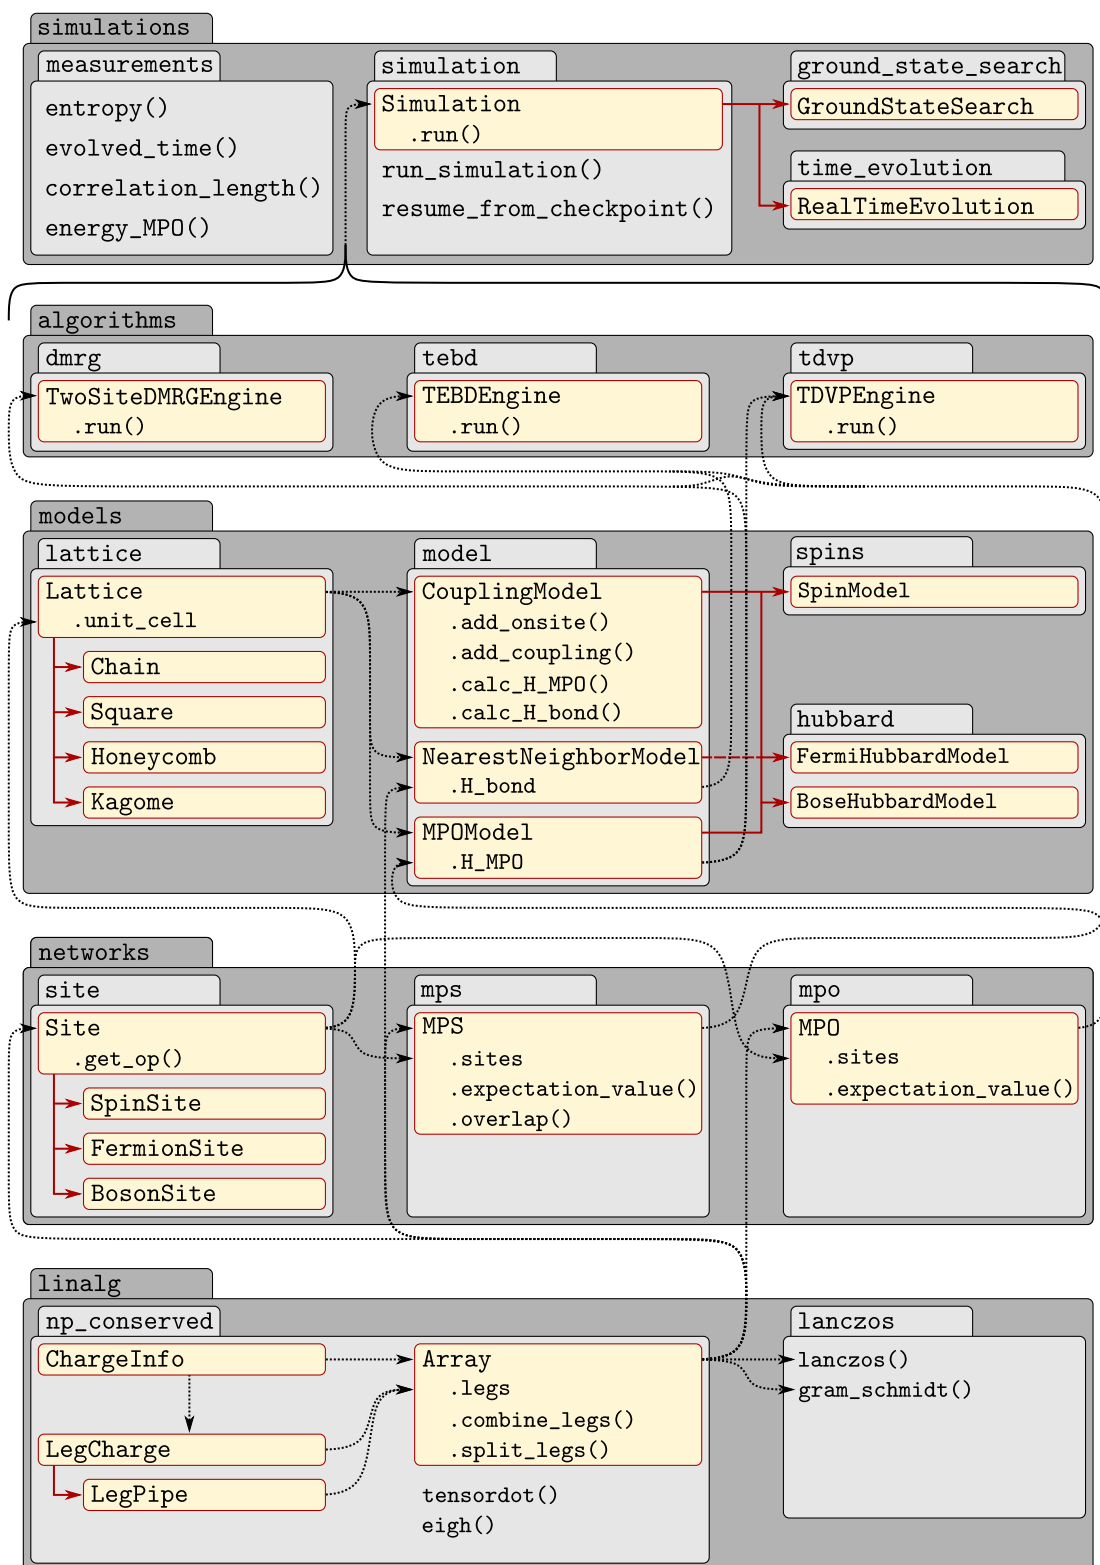 simulations
measurements
entropy()
evolved_time()
correlation_length()
energy_MPO()
simulation
Simulation
.run()
run_simulation()
resume_from_checkpoint()
ground_state_search
GroundStateSearch
time_evolution
RealTimeEvolution
algorithms
dmrg
TwoSiteDMRGEngine
.run()
tebd
TEBDEngine
.run()
tdvp
TDVPEngine
.run()
models
lattice
Lattice
.unit_cell
Chain
Square
Honeycomb
Kagome
model
CouplingModel
.add_onsite()
.add_coupling()
.calc_H_MPO()
.calc_H_bond()
NearestNeighborModel
.H_bond
MPOModel
.H_MPO
spins
SpinModel
hubbard
FermiHubbardModel
BoseHubbardModel
networks
site
Site
.get_op()
SpinSite
FermionSite
BosonSite
mps
MPS
.sites
.expectation_value()
.overlap()
mpo
MPO
.sites
.expectation_value()
linalg
np_conserved
ChargeInfo
LegCharge
LegPipe
Array
.legs
.combine_legs()
.split_legs()
tensordot()
eigh()
lanczos
lanczos()
gram_schmidt()